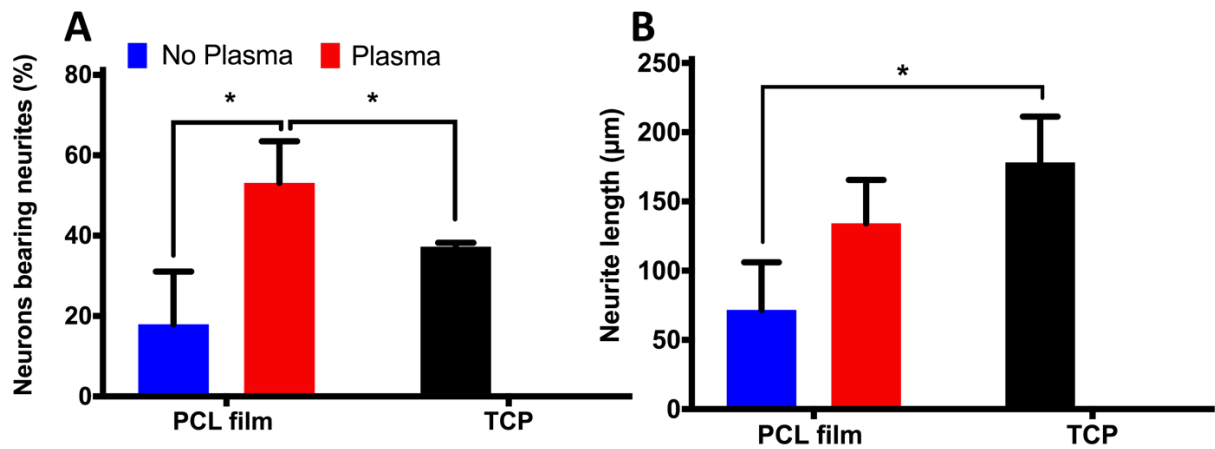 A
No Plasma Plasma
Neurons bearing neurites (%)
80
60
40
20
0
* *
PCL film TCP
B
Neurite length (µm)
250
200
150
100
50
0
*
PCL film TCP